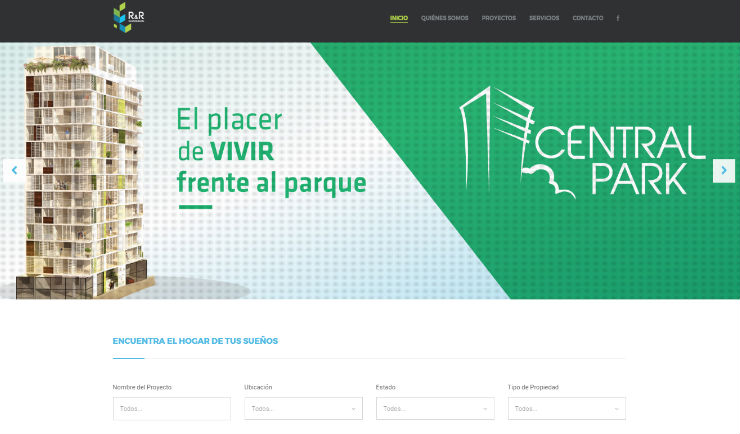 R&R
INICIO
QUIÉNES SOMOS
PROYECTOS
SERVICIOS
CONTACTO
El placer
de VIVIR
frente al parque
CENTRAL
PARK
ENCUENTRA EL HOGAR DE TUS SUEÑOS
Nombre del Proyecto
Ubicación
Estado
Tipo de Propiedad
Todos...
Todos...
Todos...
Todos...